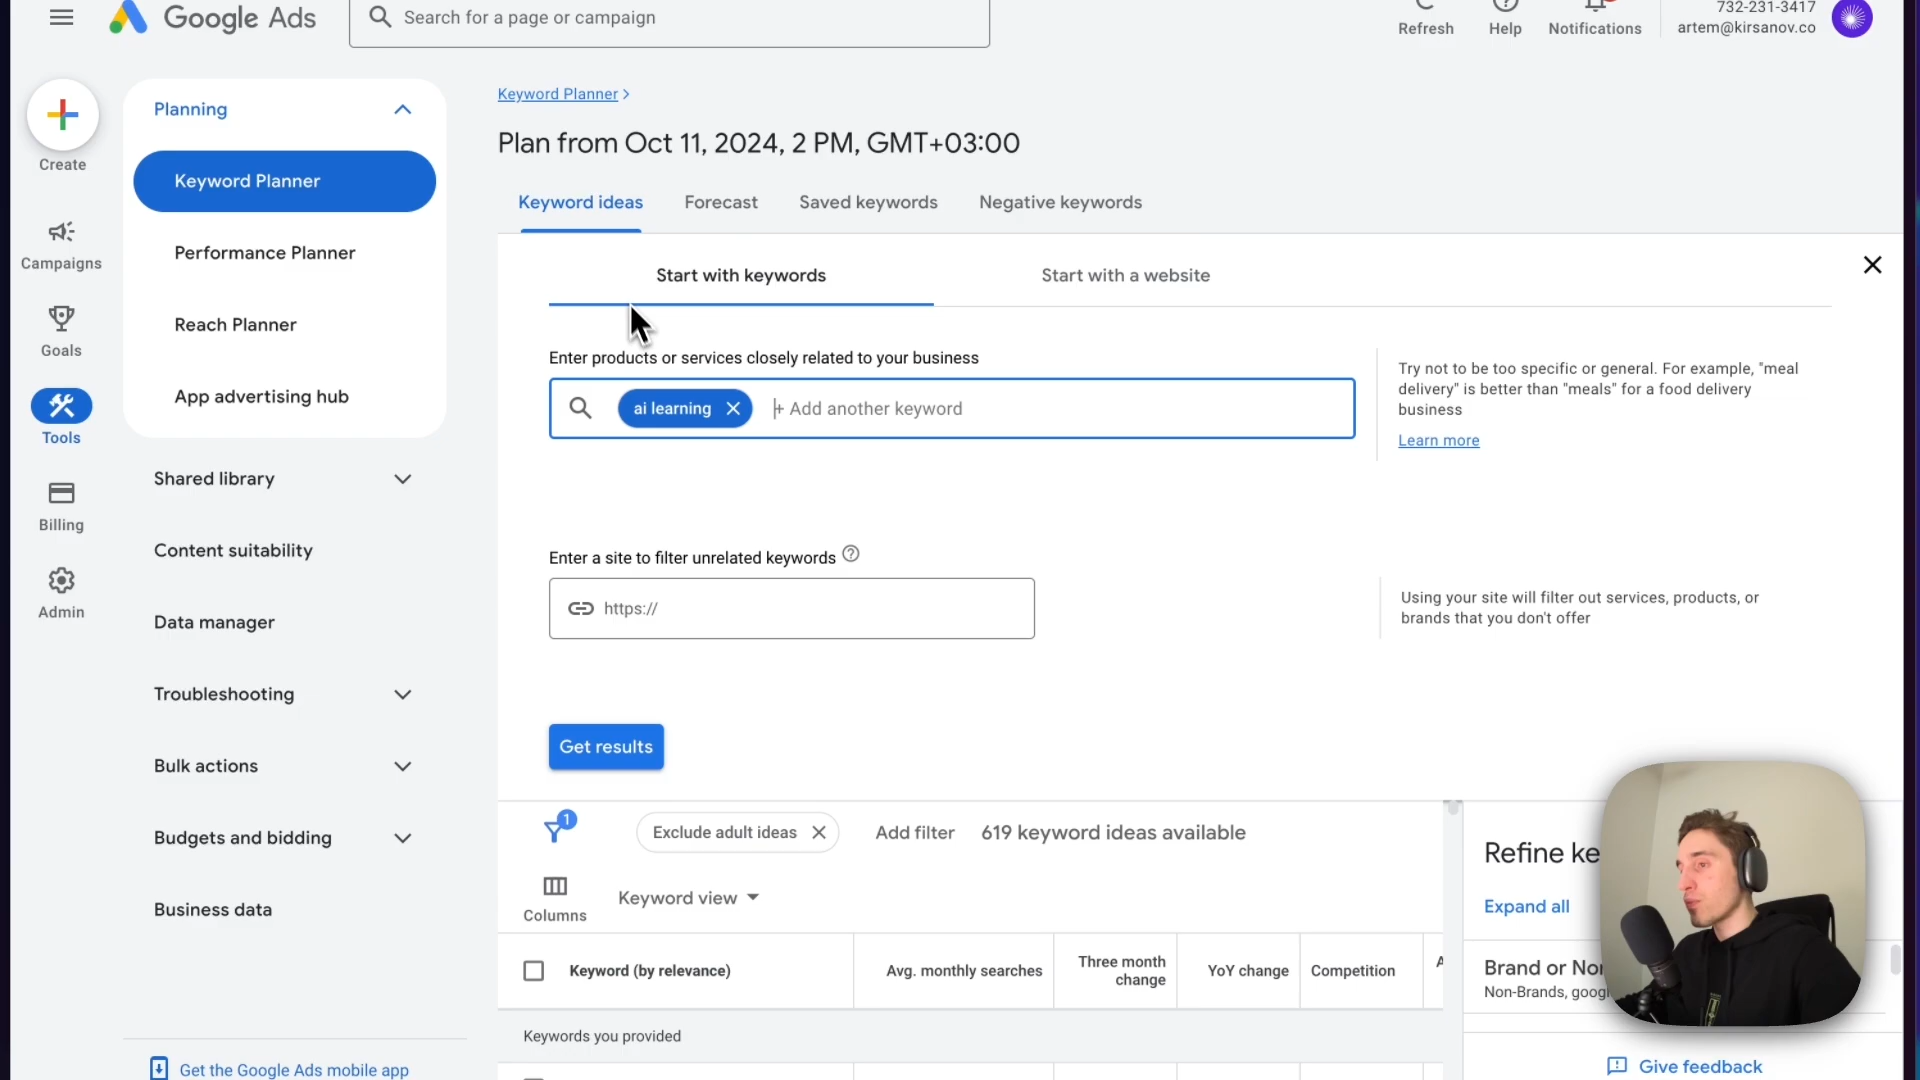 Google Ads
Search for a page or campaign
Refresh
Help
Notifications
732-231-3417
artem@kirsanov.co
Create
Campaigns
Goals
Tools
Billing
Admin
Planning
Keyword Planner
Performance Planner
Reach Planner
App advertising hub
Shared library
Content suitability
Data manager
Troubleshooting
Bulk actions
Budgets and bidding
Business data
Get the Google Ads mobile app
Keyword Planner >
Plan from Oct 11, 2024, 2 PM, GMT+03:00
Keyword ideas
Forecast
Saved keywords
Negative keywords
Start with keywords
Start with a website
Enter products or services closely related to your business
ai learning
+ Add another keyword
Try not to be too specific or general. For example, "meal
delivery" is better than "meals" for a food delivery
business
Learn more
Enter a site to filter unrelated keywords
https://
Using your site will filter out services, products, or
brands that you don't offer
Get results
1
Exclude adult ideas
Add filter
619 keyword ideas available
Columns
Keyword view
Keyword (by relevance)
Avg. monthly searches
Three month
change
YoY change
Competition
A
Keywords you provided
Refine ke
Expand all
Brand or No
Non-Brands, goog
Give feedback